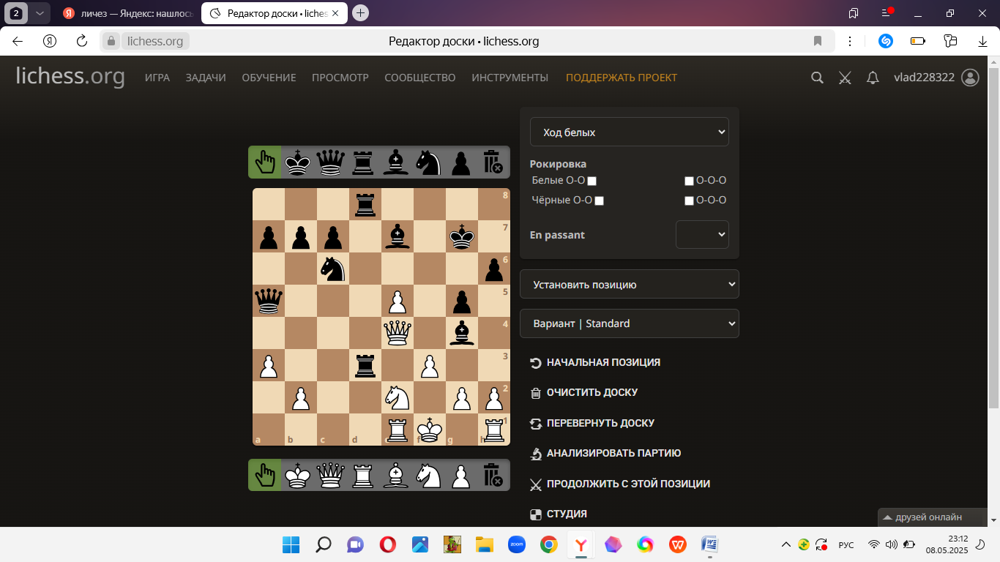 2
личез — Яндекс: нашлось
Редактор доски • liches
lichess.org
Редактор доски • lichess.org
lichess.org
ИГРА ЗАДАЧИ ОБУЧЕНИЕ ПРОСМОТР СООБЩЕСТВО ИНСТРУМЕНТЫ ПОДДЕРЖАТЬ ПРОЕКТ
vlad228322
Ход белых
Рокировка
Белые O-O
O-O-O
Чёрные O-O
O-O-O
En passant
Установить позицию
Вариант | Standard
НАЧАЛЬНАЯ ПОЗИЦИЯ
ОЧИСТИТЬ ДОСКУ
ПЕРЕВЕРНУТЬ ДОСКУ
АНАЛИЗИРОВАТЬ ПАРТИЮ
ПРОДОЛЖИТЬ С ЭТОЙ ПОЗИЦИИ
СТУДИЯ
8
7
6
5
4
3
2
1
a b c d e f g h
друзей онлайн
zoom
РУС
23:12
08.05.2025